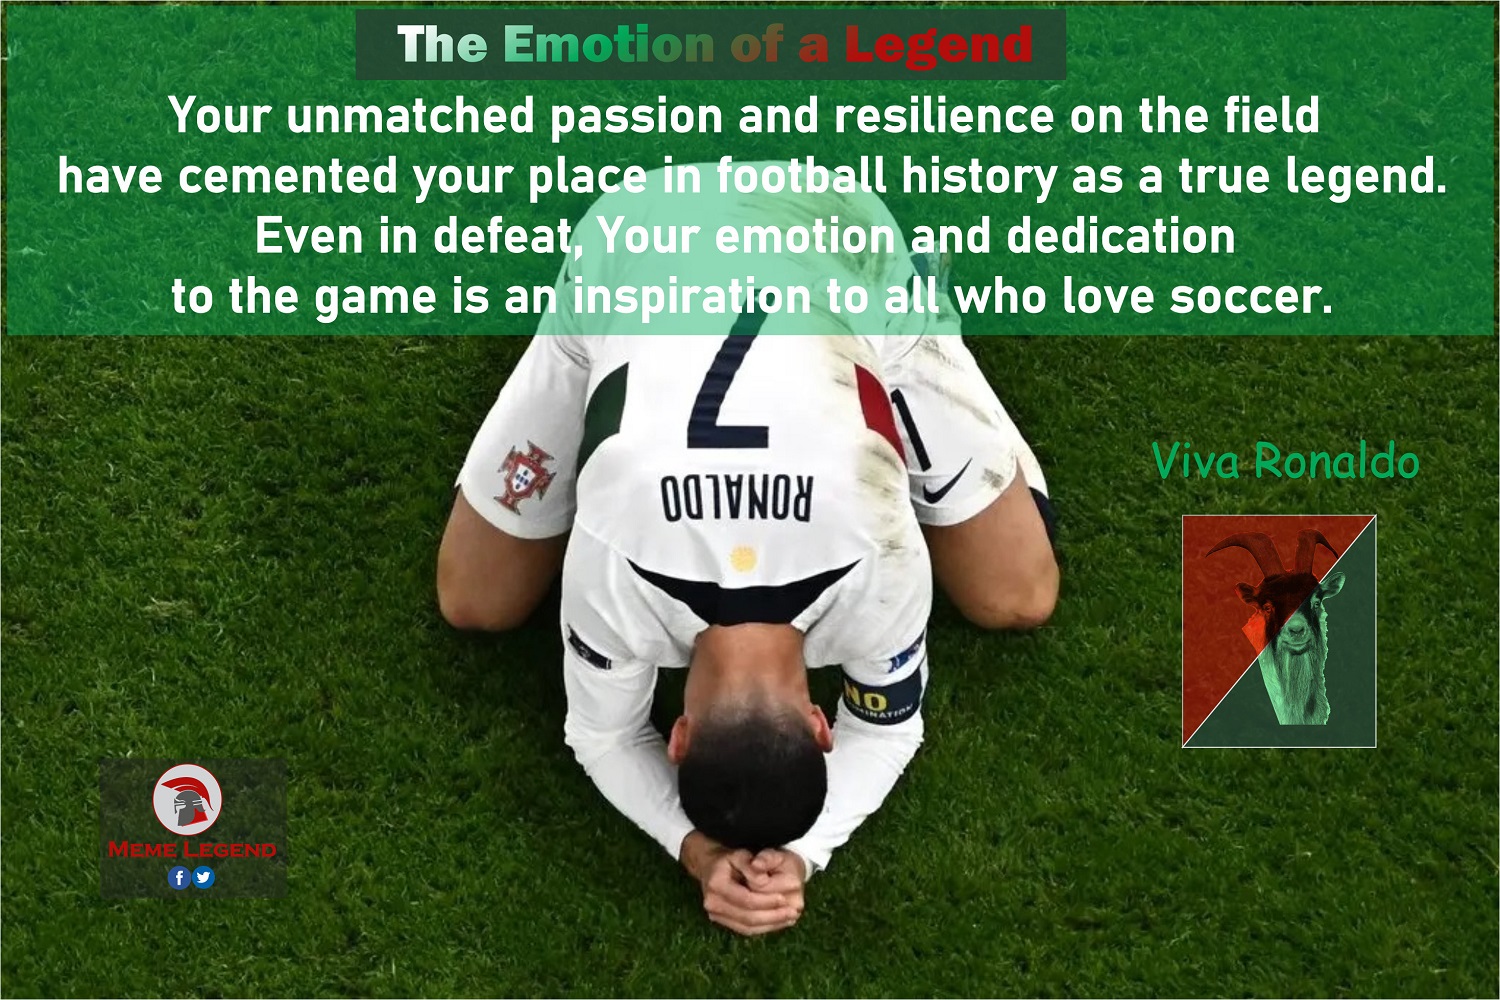 The Emotion of a Legend
Your unmatched passion and resilience on the field
have cemented your place in football history as a true legend.
Even in defeat, Your emotion and dedication
to the game is an inspiration to all who love soccer.
7
1
RONALDO
Viva Ronaldo
NO
MEME LEGEND
f